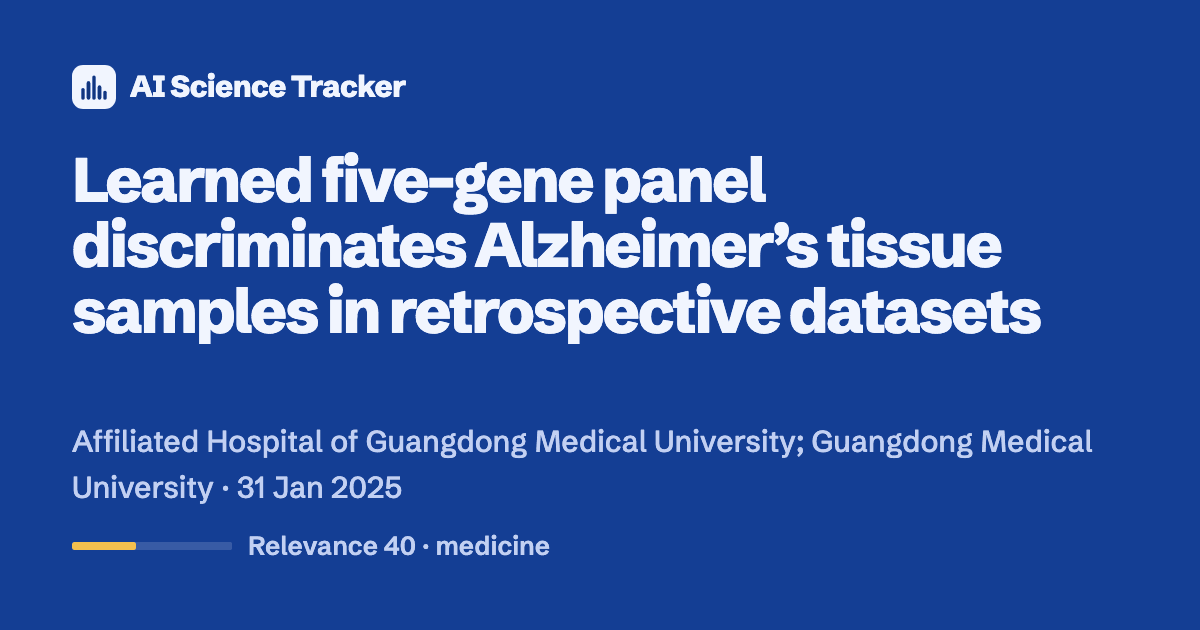 AI Science Tracker
Learned five-gene panel
discriminates Alzheimer’s tissue
samples in retrospective datasets
Affiliated Hospital of Guangdong Medical University; Guangdong Medical
University · 31 Jan 2025
Relevance 40 · medicine